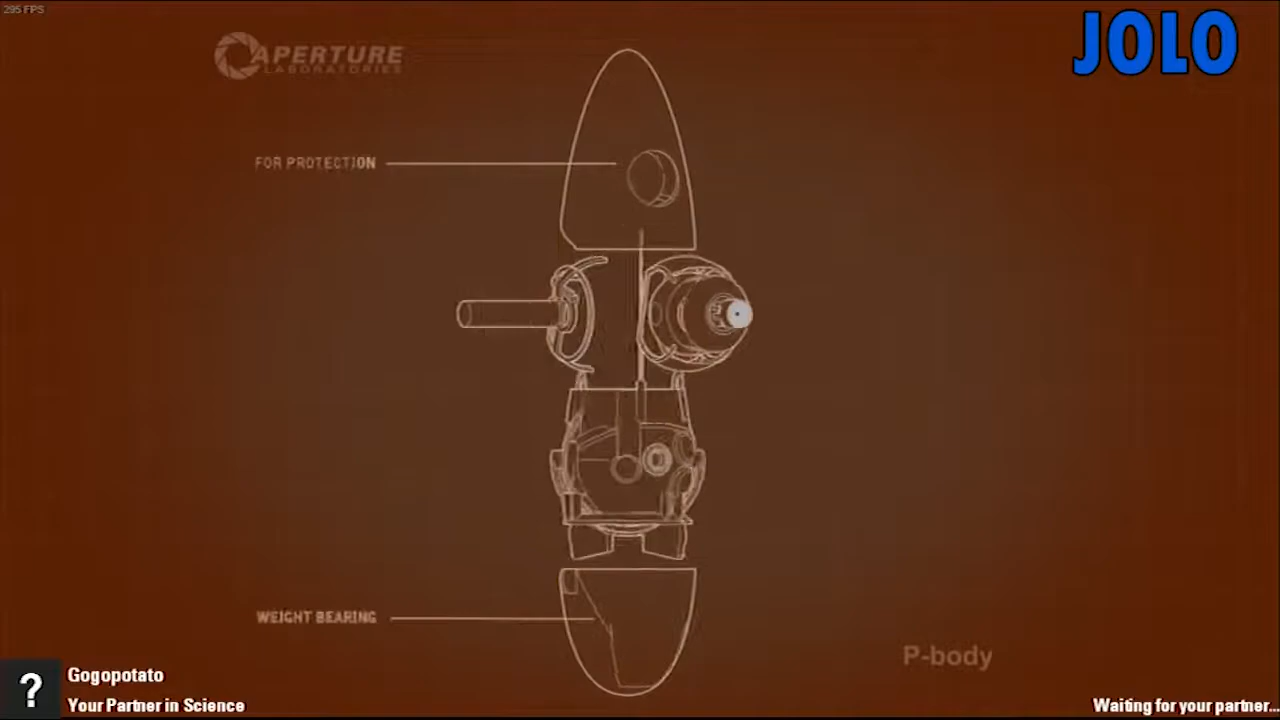 295 FPS
JOLO
APERTURE
LABORATORIES
FOR PROTECTION
WEIGHT BEARING
P-body
?
Gogopotato
Your Partner in Science
Waiting for your partner...